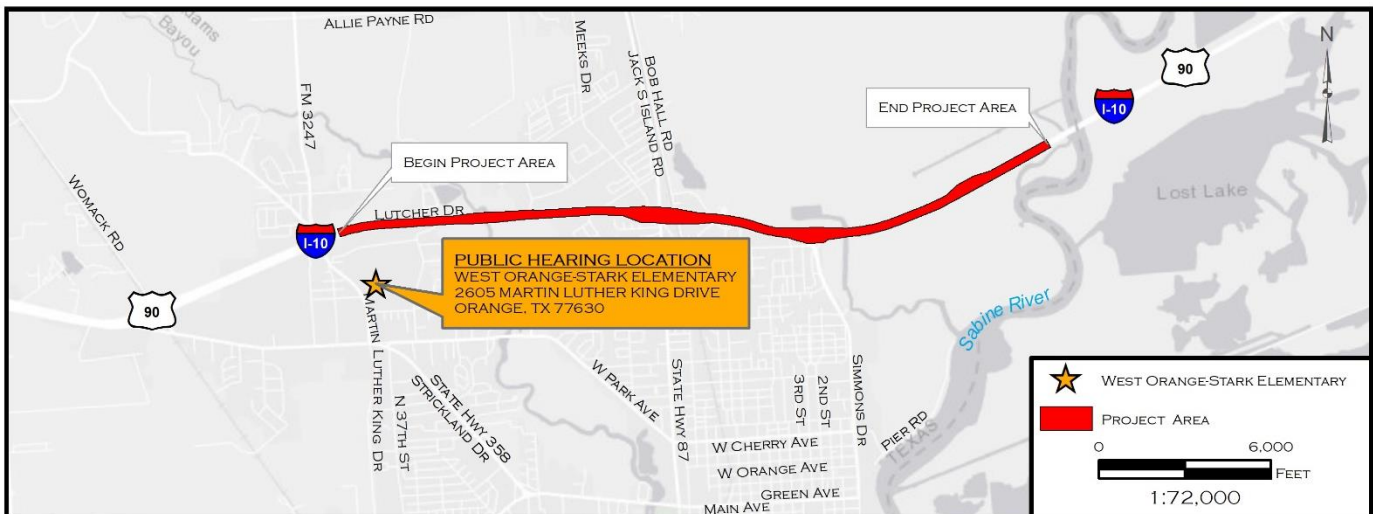 ALLIE PAYNE RD
Adams
Bayou
MEEKS DR
BOB HALL RD
JACK S ISLAND RD
N
90
I-10
END PROJECT AREA
FM 3247
BEGIN PROJECT AREA
WOMACK RD
LUTCHER DR
Lost Lake
I-10
PUBLIC HEARING LOCATION
WEST ORANGE-STARK ELEMENTARY
2605 MARTIN LUTHER KING DRIVE
ORANGE, TX 77630
90
Sabine River
MARTIN LUTHER KING DR
N 37TH ST
STATE HWY 358
STRICKLAND DR
W PARK AVE
STATE HWY 87
3RD ST
2ND ST
SIMMONS DR
PIER RD
TEXAS
W CHERRY AVE
W ORANGE AVE
GREEN AVE
MAIN AVE
WEST ORANGE-STARK ELEMENTARY
PROJECT AREA
0 6,000
FEET
1:72,000